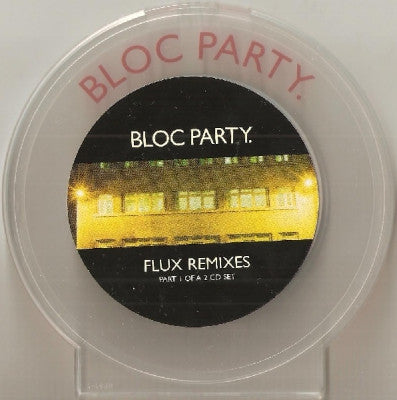 BLOC PARTY.
BLOC PARTY.
FLUX REMIXES
PART 1 OF A 2 CD SET